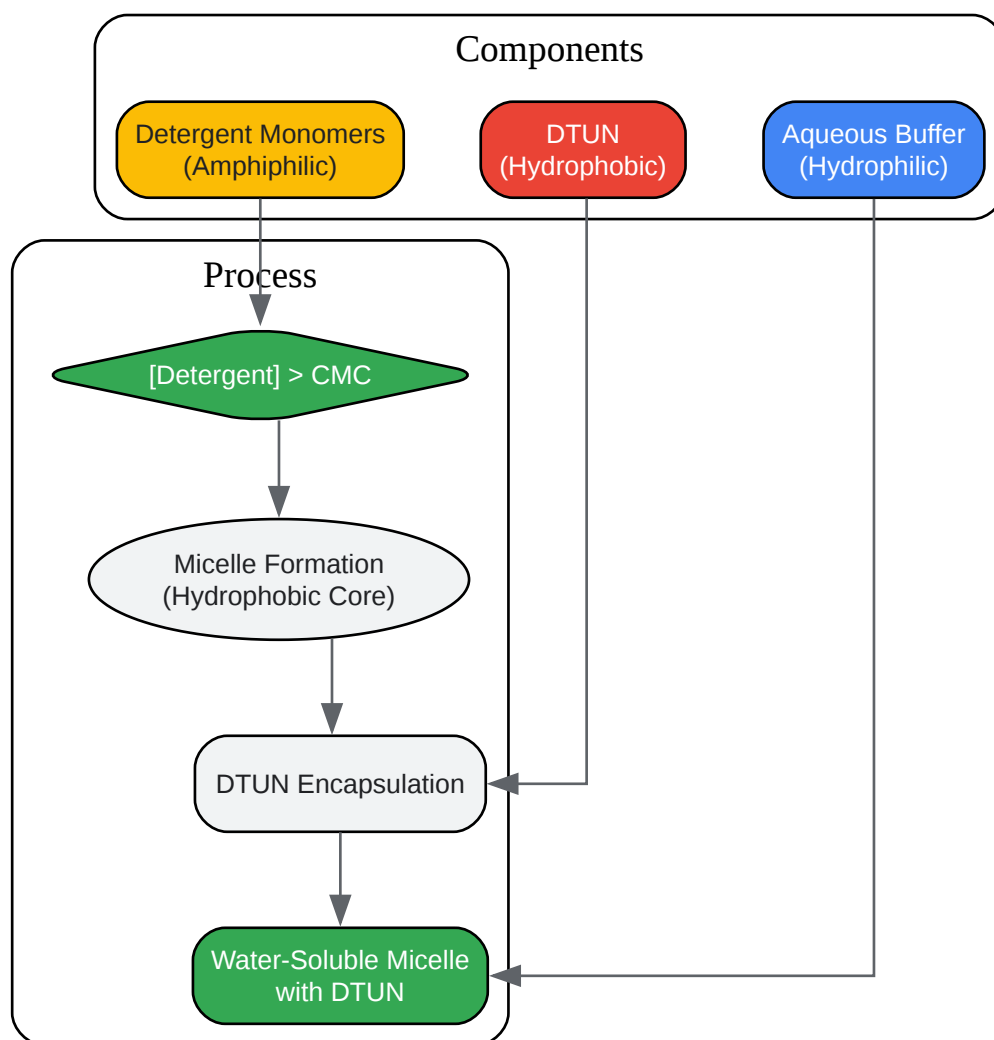 Components
Detergent Monomers
(Amphiphilic)
DTUN
(Hydrophobic)
Aqueous Buffer
(Hydrophilic)
Process
[Detergent] > CMC
Micelle Formation
(Hydrophobic Core)
DTUN Encapsulation
Water-Soluble Micelle
with DTUN